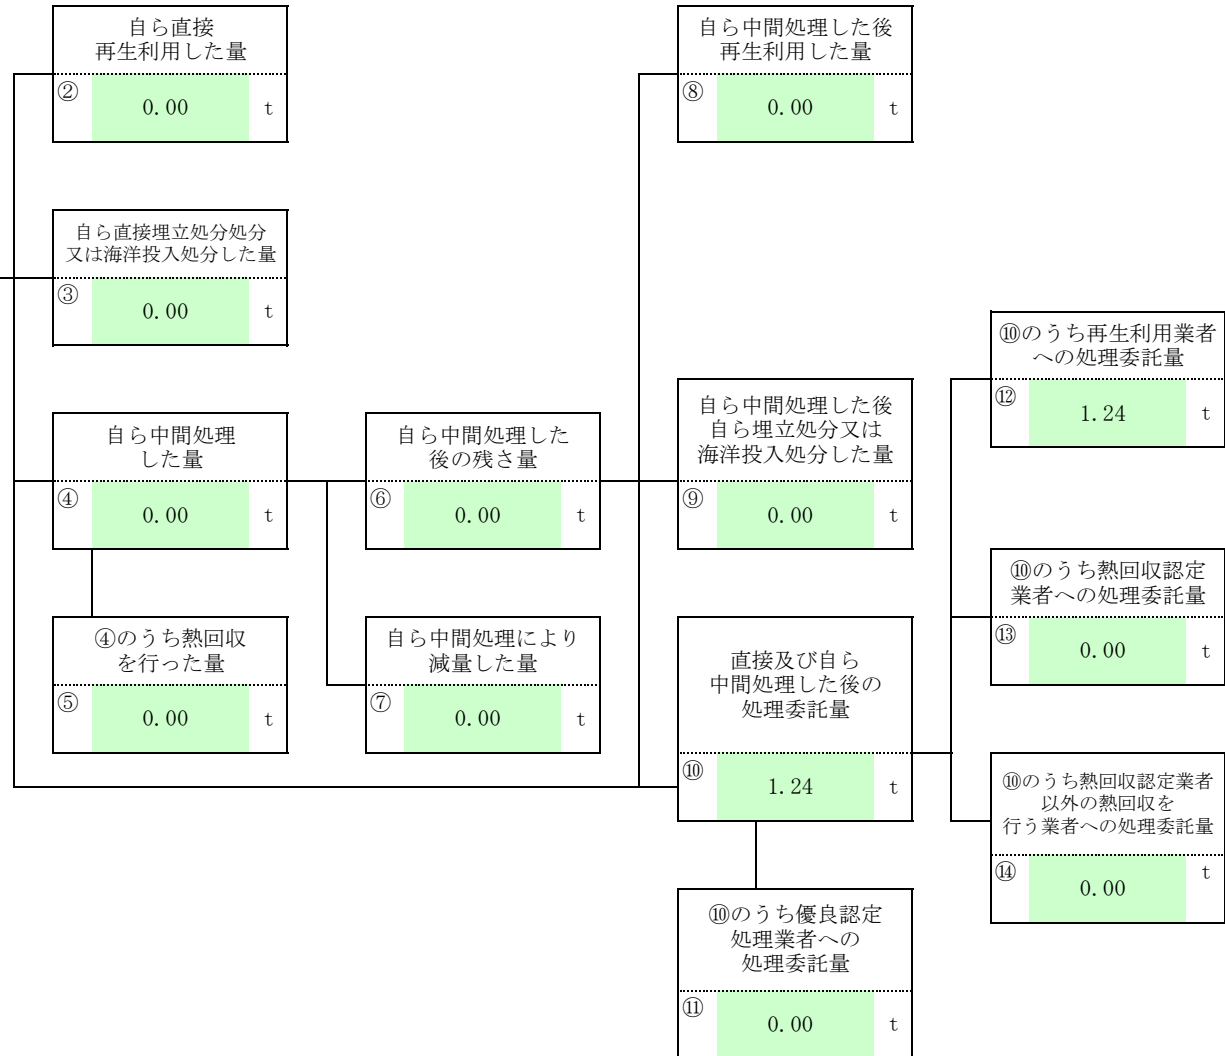 自ら直接
再生利用した量
②
0.00 t
自ら中間処理した後
再生利用した量
⑧
0.00 t
自ら直接埋立処分処分
又は海洋投入処分した量
③
0.00 t
⑩のうち再生利用業者
への処理委託量
⑫
1.24 t
自ら中間処理
した量
④
0.00 t
自ら中間処理した
後の残さ量
⑥
0.00 t
自ら中間処理した後
自ら埋立処分又は
海洋投入処分した量
⑨
0.00 t
⑩のうち熱回収認定
業者への処理委託量
⑬
0.00 t
④のうち熱回収
を行った量
⑤
0.00 t
自ら中間処理により
減量した量
⑦
0.00 t
直接及び自ら
中間処理した後の
処理委託量
⑩
1.24 t
⑩のうち熱回収認定業者
以外の熱回収を
行う業者への処理委託量
⑭
0.00 t
⑩のうち優良認定
処理業者への
処理委託量
⑪
0.00 t